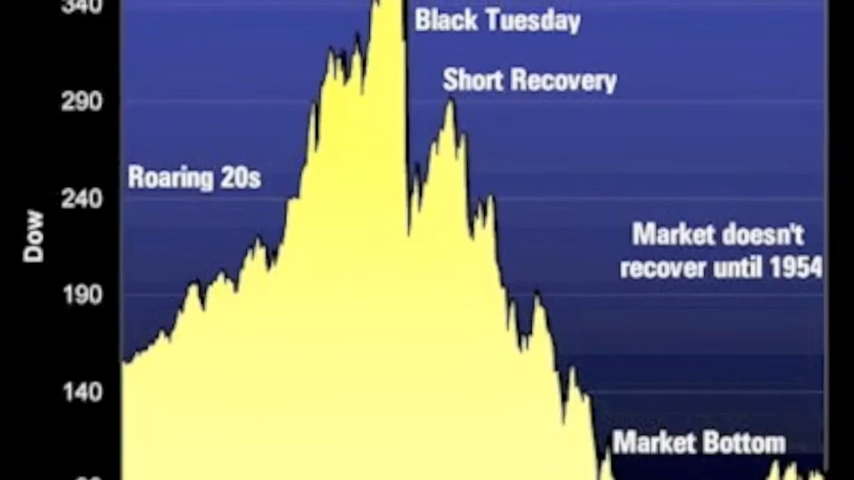 340
Black Tuesday
Short Recovery
290
Roaring 20s
240
Dow
Market doesn't
recover until 1954
190
140
Market Bottom